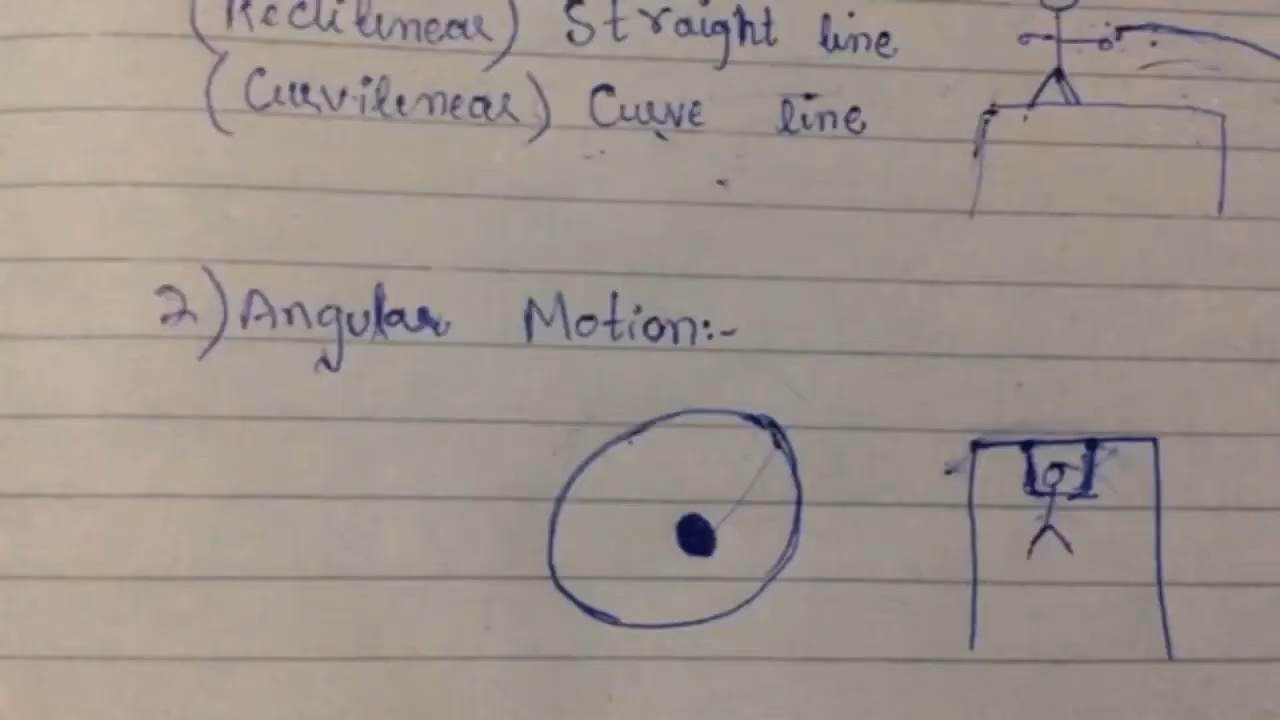 (Rectilinear) Straight line
(Curvilinear) Curve line
2) Angular Motion:-